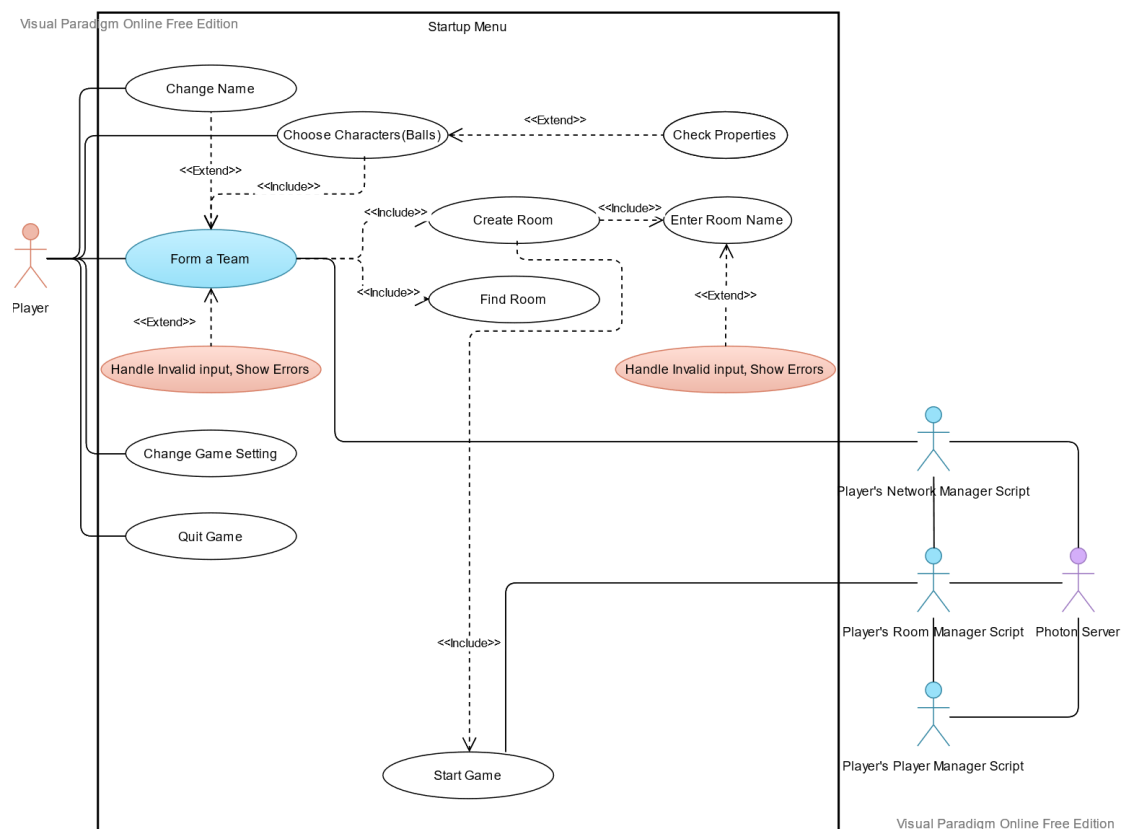 Visual Paradigm Online Free Edition
Startup Menu
Change Name
Choose Characters(Balls)
<<Extend>>
Check Properties
<<Extend>>
<<Include>>
<<Include>>
Create Room
<<Include>>
Enter Room Name
Form a Team
Player
<<Include>>
Find Room
<<Extend>>
<<Extend>>
Handle Invalid input, Show Errors
Handle Invalid input, Show Errors
Change Game Setting
Player's Network Manager Script
Quit Game
Player's Room Manager Script
Photon Server
<<Include>>
Player's Player Manager Script
Start Game
Visual Paradigm Online Free Edition